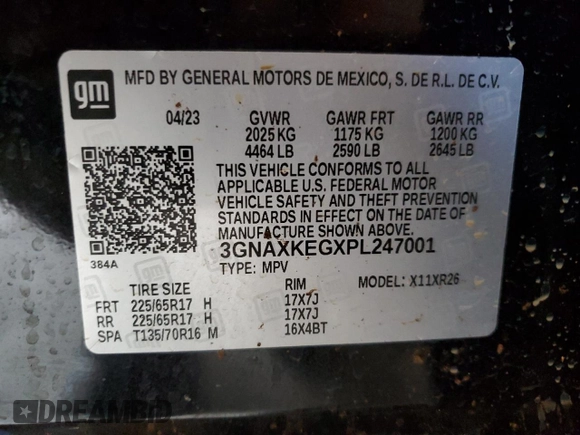 gm
MFD BY GENERAL MOTORS DE MEXICO, S. DE R.L. DE C.V.
04/23 GVWR GAWR FRT GAWR RR
2025 KG 1175 KG 1200 KG
4464 LB 2590 LB 2645 LB
THIS VEHICLE CONFORMS TO ALL
APPLICABLE U.S. FEDERAL MOTOR
VEHICLE SAFETY AND THEFT PREVENTION
STANDARDS IN EFFECT ON THE DATE OF
MANUFACTURE SHOWN ABOVE.
384A
3GNAXKEGXPL247001
TYPE: MPV MODEL: X11XR26
TIRE SIZE RIM
FRT 225/65R17 H 17X7J
RR 225/65R17 H 17X7J
SPA T135/70R16 M 16X4BT
DREAMBID